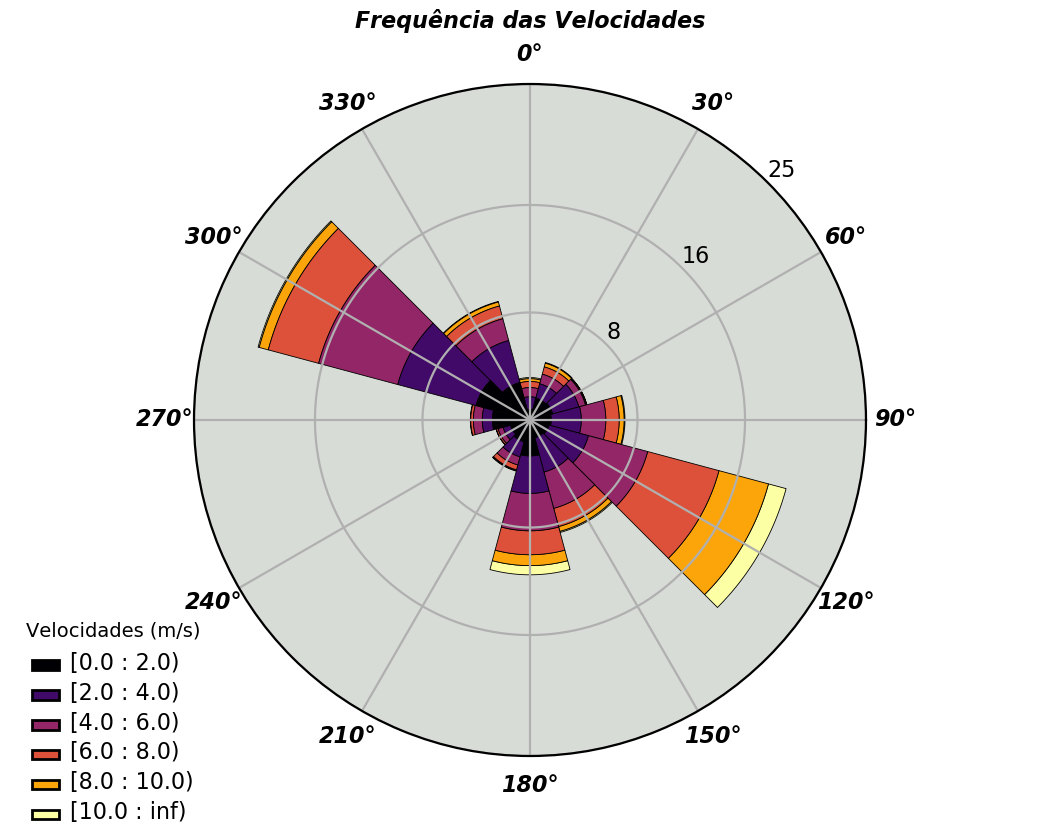 Frequência das Velocidades
0°
330°
30°
25
300°
60°
16
8
270°
90°
240°
120°
210°
150°
180°
Velocidades (m/s)
[0.0 : 2.0)
[2.0 : 4.0)
[4.0 : 6.0)
[6.0 : 8.0)
[8.0 : 10.0)
[10.0 : inf)